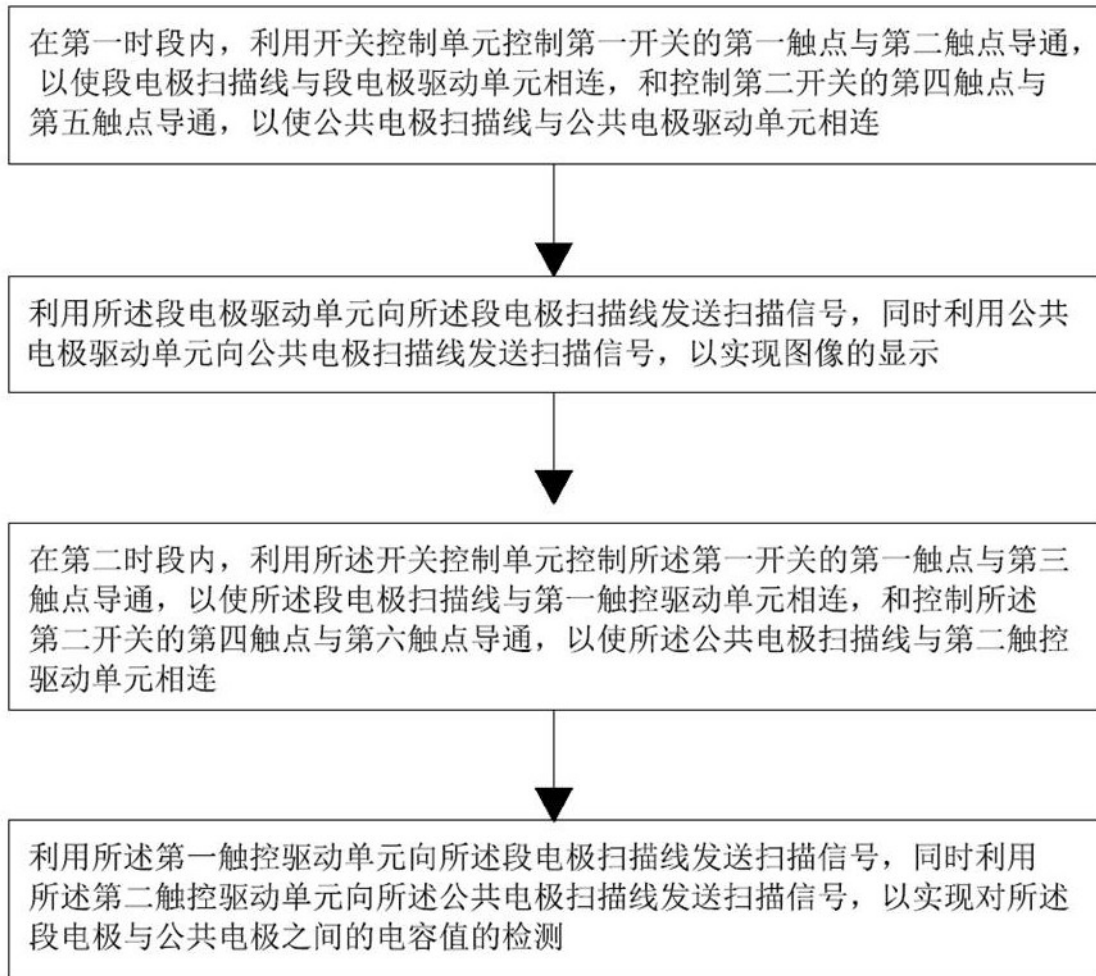 在第一时段内，利用开关控制单元控制第一开关的第一触点与第二触点导通，
以使段电极扫描线与段电极驱动单元相连，和控制第二开关的第四触点与
第五触点导通，以使公共电极扫描线与公共电极驱动单元相连
利用所述段电极驱动单元向所述段电极扫描线发送扫描信号，同时利用公共
电极驱动单元向公共电极扫描线发送扫描信号，以实现图像的显示
在第二时段内，利用所述开关控制单元控制所述第一开关的第一触点与第三
触点导通，以使所述段电极扫描线与第一触控驱动单元相连，和控制所述
第二开关的第四触点与第六触点导通，以使所述公共电极扫描线与第二触控
驱动单元相连
利用所述第一触控驱动单元向所述段电极扫描线发送扫描信号，同时利用
所述第二触控驱动单元向所述公共电极扫描线发送扫描信号，以实现对所述
段电极与公共电极之间的电容值的检测